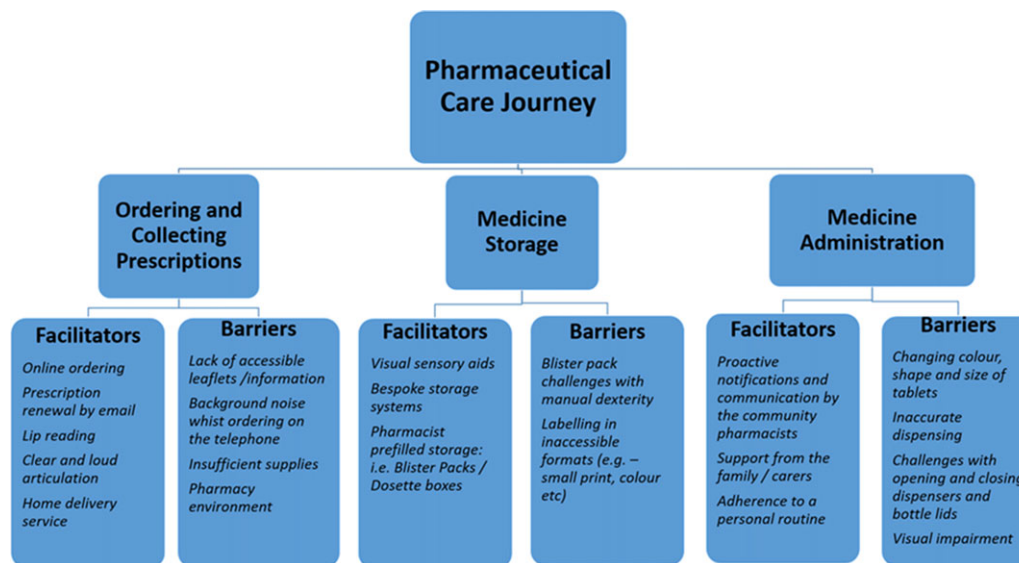 Pharmaceutical
Care Journey
Ordering and
Collecting
Prescriptions
Medicine
Storage
Medicine
Administration
Facilitators
Online ordering
Prescription
renewal by email
Lip reading
Clear and loud
articulation
Home delivery
service
Barriers
Lack of accessible
leaflets /information
Background noise
whist ordering on
the telephone
Insufficient supplies
Pharmacy
environment
Facilitators
Visual sensory aids
Bespoke storage
systems
Pharmacist
prefilled storage:
i.e. Blister Packs /
Dosette boxes
Barriers
Blister pack
challenges with
manual dexterity
Labelling in
inaccessible
formats (e.g. –
small print, colour
etc)
Facilitators
Proactive
notifications and
communication by
the community
pharmacists
Support from the
family / carers
Adherence to a
personal routine
Barriers
Changing colour,
shape and size of
tablets
Inaccurate
dispensing
Challenges with
opening and closing
dispensers and
bottle lids
Visual impairment